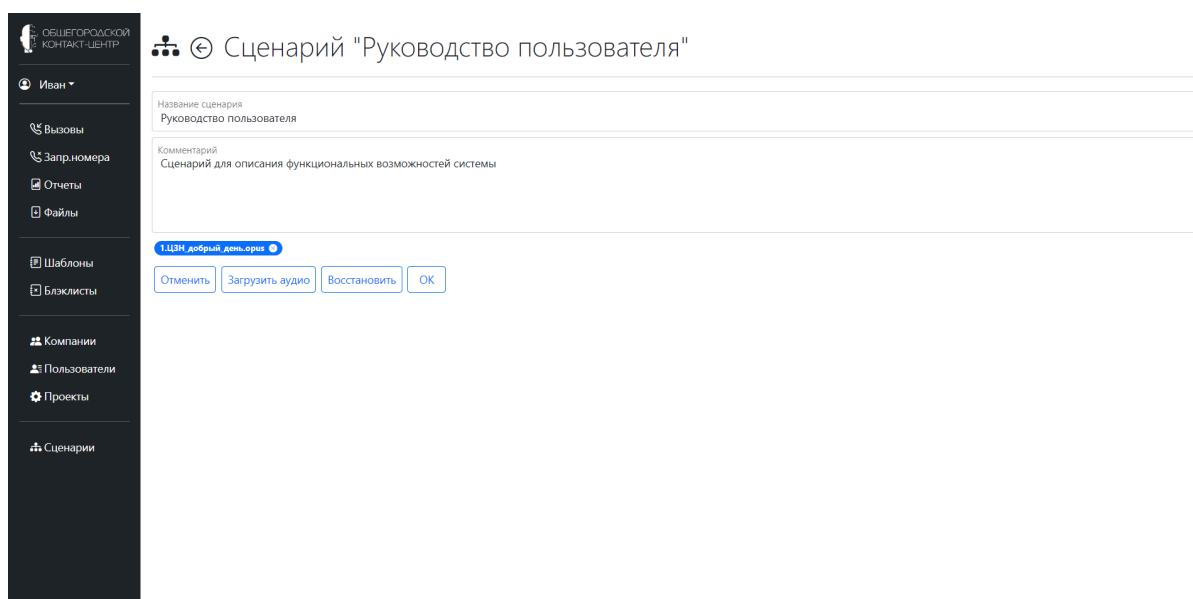 ОБЩЕГОРОДСКОЙ
КОНТАКТ-ЦЕНТР
Иван
Вызовы
Запр.номера
Отчеты
Файлы
Шаблоны
Блэклисты
Компании
Пользователи
Проекты
Сценарии
Сценарий "Руководство пользователя"
Название сценария
Руководство пользователя
Комментарий
Сценарий для описания функциональных возможностей системы
1.ЦЗН_добрый_день.opus
Отменить Загрузить аудио Восстановить ОК